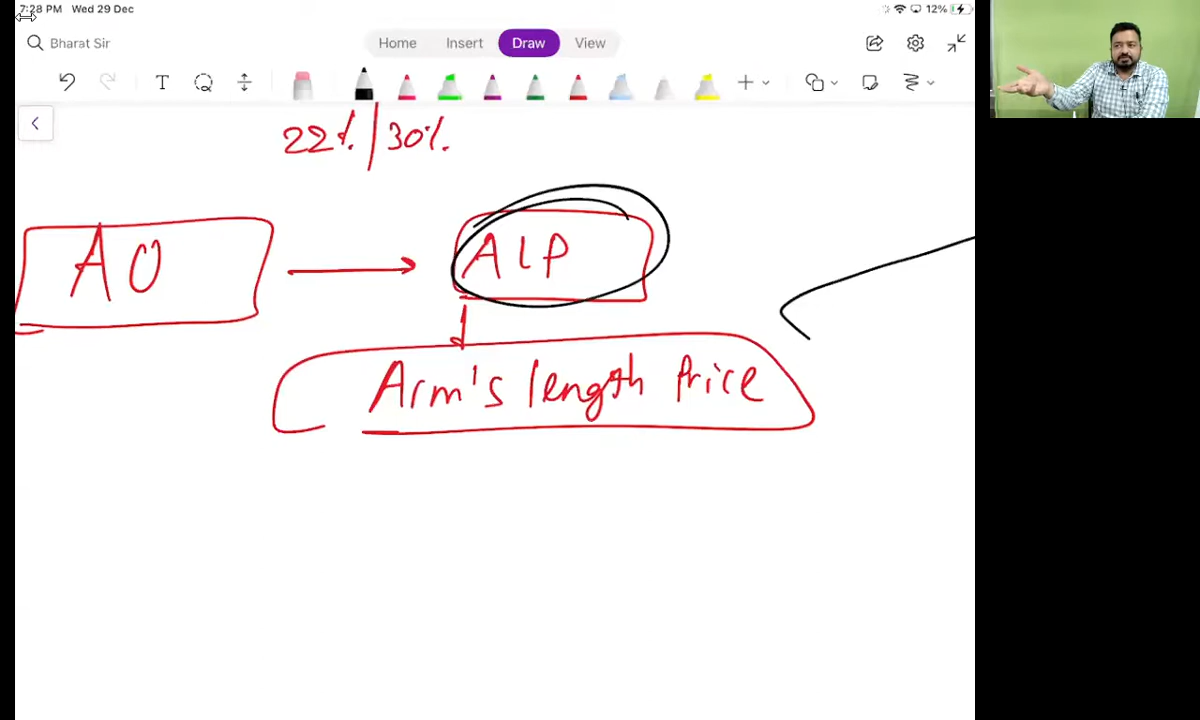 7:28 PM Wed 29 Dec 12%
Bharat Sir Home Insert Draw View
T
22% | 30%
AO ALP
Arm's length Price